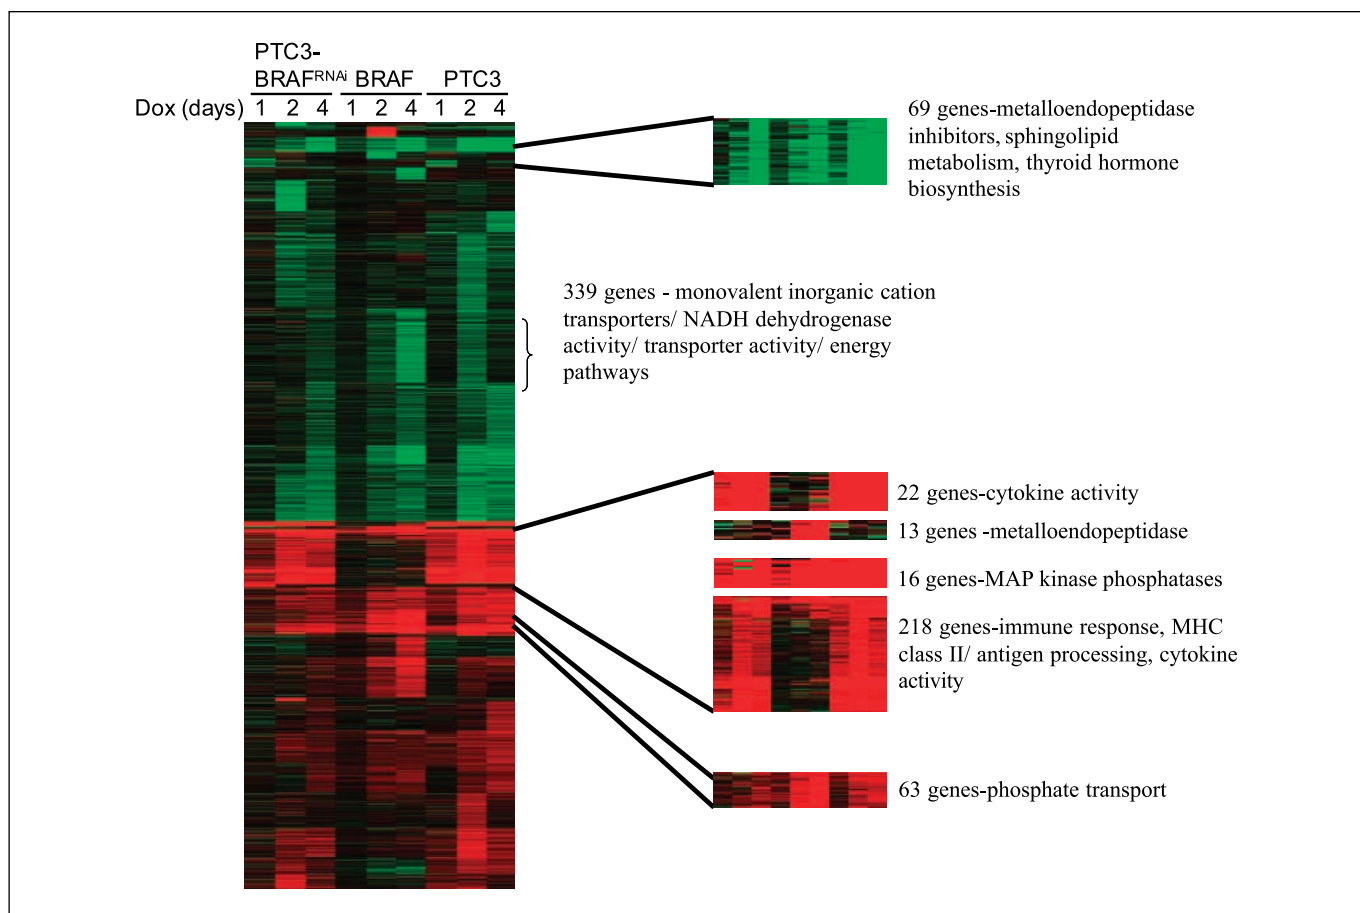 PTC3-
BRAFRNAi BRAF PTC3
Dox (days) 1 2 4 1 2 4 1 2 4
69 genes-metalloendepeptidase
inhibitors, sphingolipid
metabolism, thyroid hormone
biosynthesis
339 genes - monovalent inorganic cation
transporters/ NADH dehydrogenase
activity/ transporter activity/ energy
pathways
22 genes-cytokine activity
13 genes -metalloendopeptidase
16 genes-MAP kinase phosphatases
218 genes-immune response, MHC
class II/ antigen processing, cytokine
activity
63 genes-phosphate transport